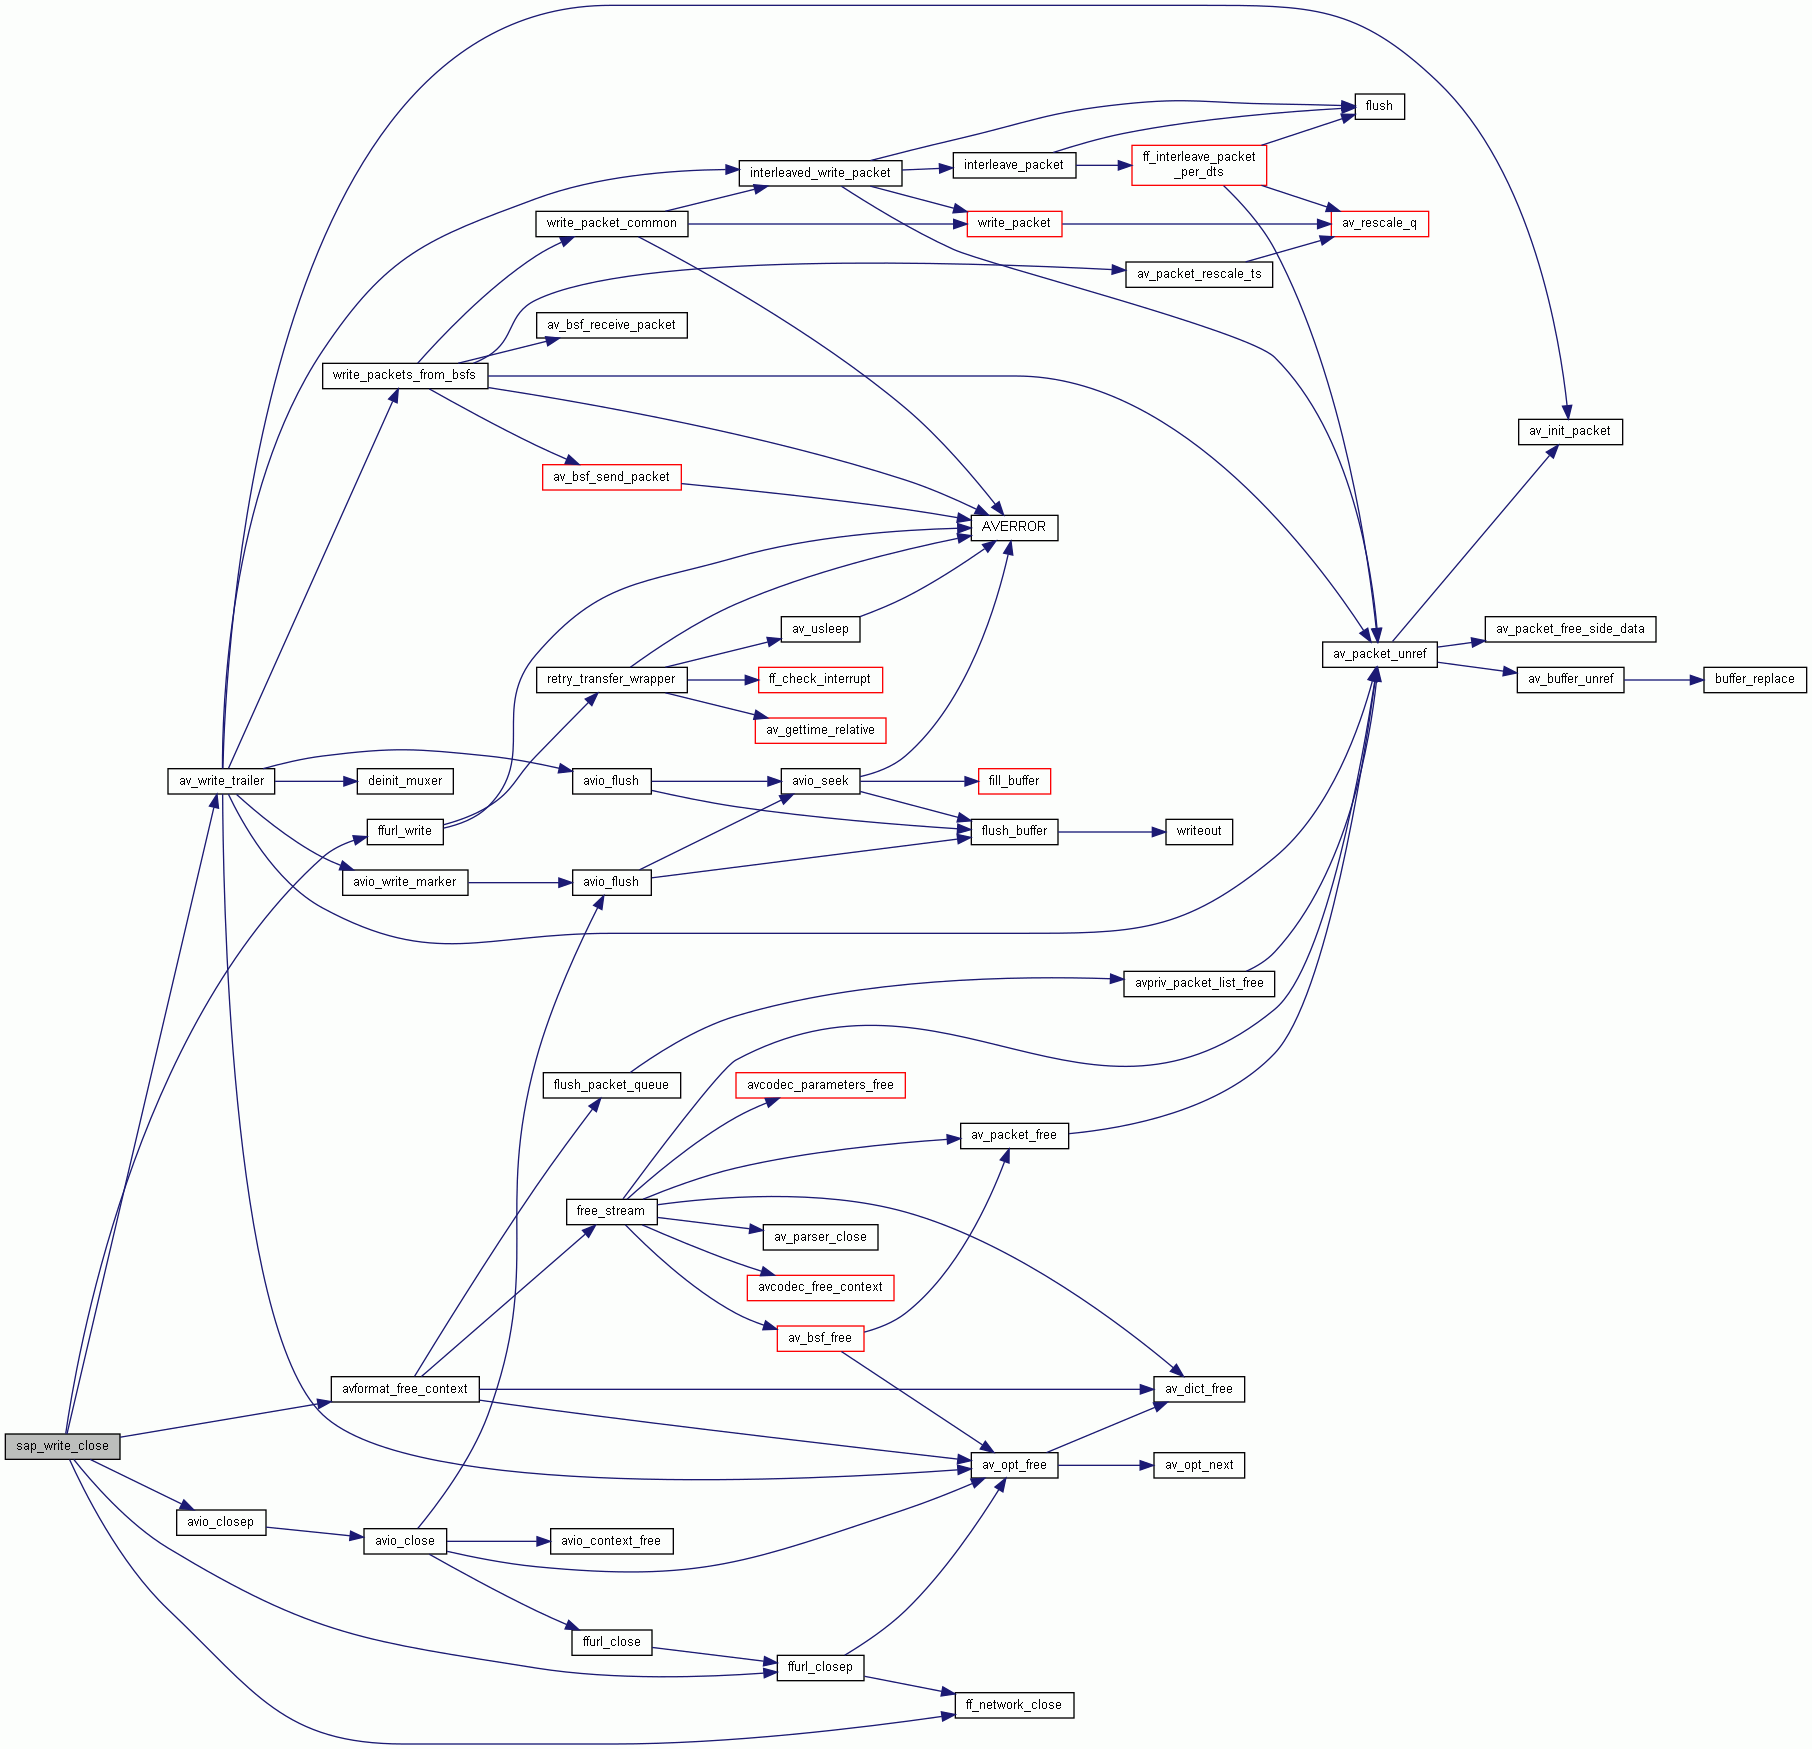 flush
interleave_packet
ff_interleave_packet
_per_dts
interleaved_write_packet
write_packet_common
write_packet
av_rescale_q
av_packet_rescale_ts
av_bsf_receive_packet
write_packets_from_bsfs
av_init_packet
av_bsf_send_packet
AVERROR
av_usleep
av_packet_free_side_data
av_packet_unref
retry_transfer_wrapper
ff_check_interrupt
av_buffer_unref
buffer_replace
av_gettime_relative
av_write_trailer
deinit_muxer
avio_flush
avio_seek
fill_buffer
ffurl_write
flush_buffer
writeout
avio_write_marker
avio_flush
avpriv_packet_list_free
flush_packet_queue
avcodec_parameters_free
av_packet_free
free_stream
av_parser_close
avcodec_free_context
av_bsf_free
avformat_free_context
av_dict_free
sap_write_close
av_opt_free
av_opt_next
avio_closep
avio_close
avio_context_free
ffurl_close
ffurl_closep
ff_network_close